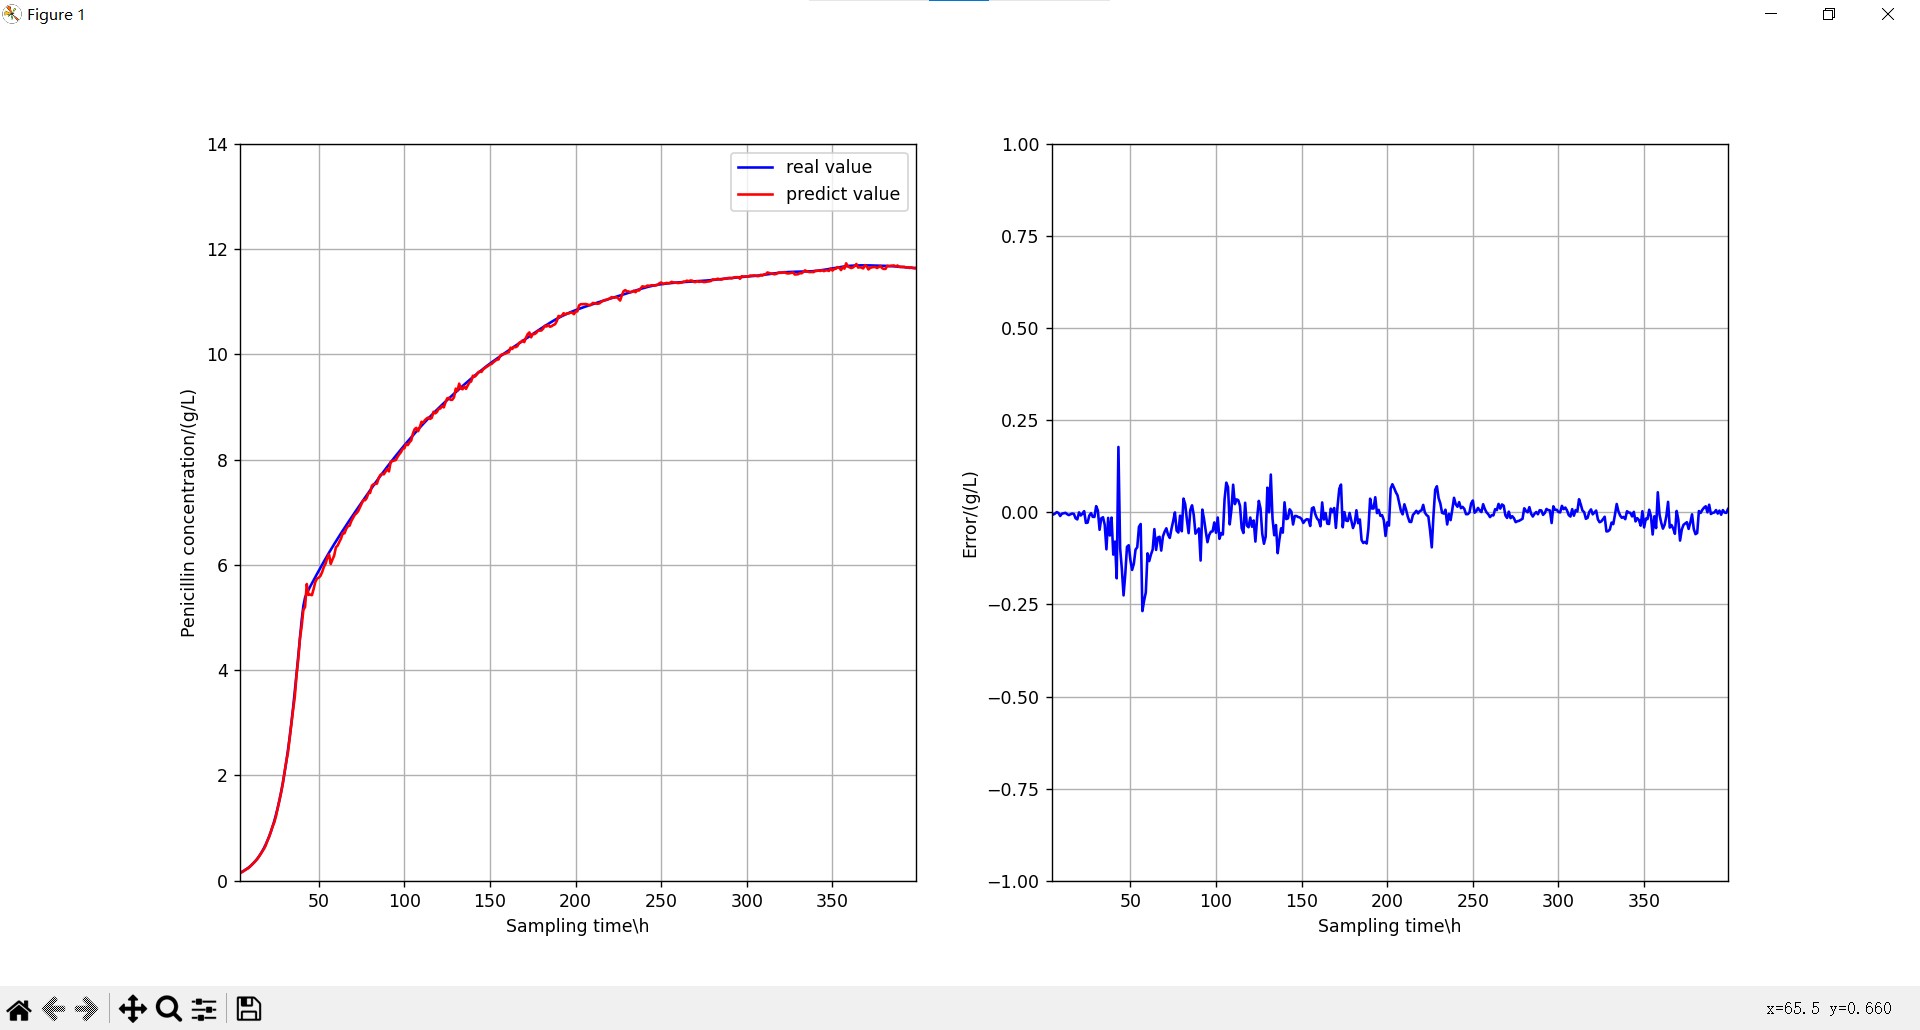 Figure 1
14
12
10
8
6
4
2
0
Penicillin concentration/(g/L)
real value
predict value
50 100 150 200 250 300 350
Sampling time\h
1.00
0.75
0.50
0.25
0.00
−0.25
−0.50
−0.75
−1.00
Error/(g/L)
50 100 150 200 250 300 350
Sampling time\h
x=65.5 y=0.660